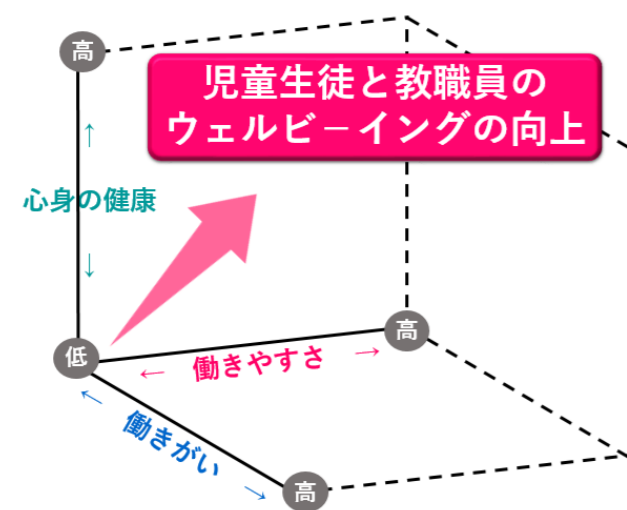 高
児童生徒と教職員の
ウェルビーイングの向上
↑
心身の健康
↓
低
高
← 働きやすさ →
← 働きがい →
高